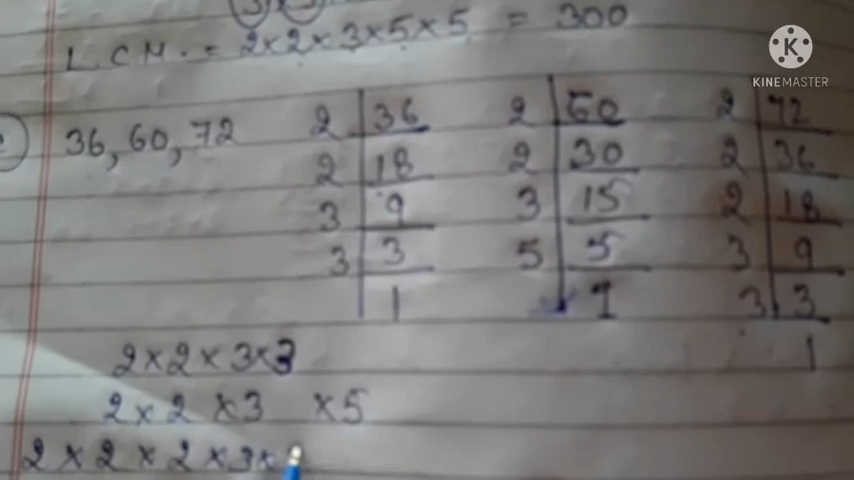 L.C.M. = 2×2×3×5×5 = 300
K
KINEMASTER
36, 60, 72 2 36 2 60 2 72
2 18 2 30 2 36
3 9 3 15 2 18
3 3 5 5 3 9
1 1 3 3
1
2×2×3×3
2×2×3 ×5
2×2×2×3×